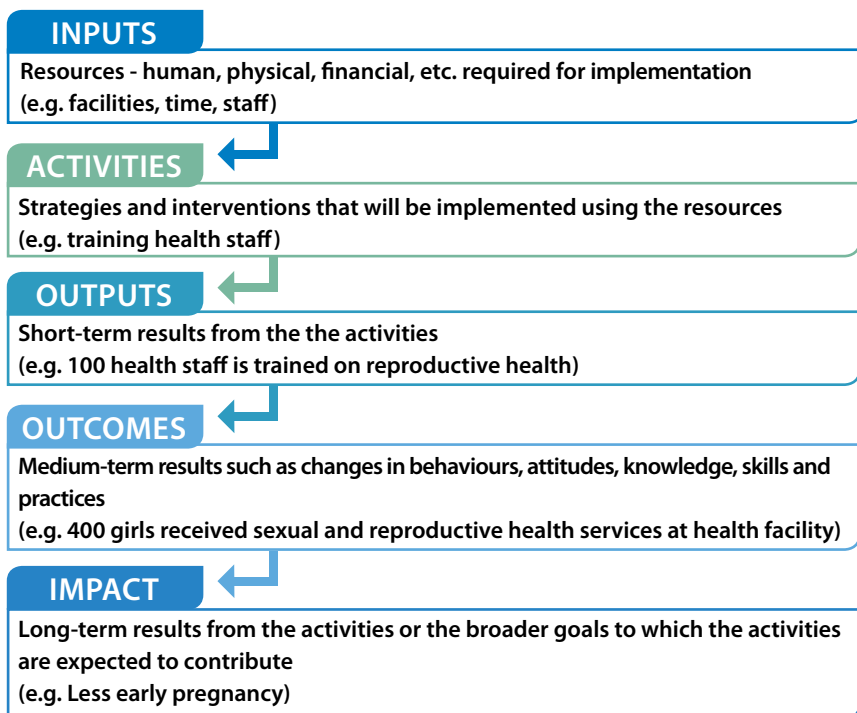 INPUTS
Resources - human, physical, financial, etc. required for implementation
(e.g. facilities, time, staff)
ACTIVITIES
Strategies and interventions that will be implemented using the resources
(e.g. training health staff)
OUTPUTS
Short-term results from the the activities
(e.g. 100 health staff is trained on reproductive health)
OUTCOMES
Medium-term results such as changes in behaviours, attitudes, knowledge, skills and
practices
(e.g. 400 girls received sexual and reproductive health services at health facility)
IMPACT
Long-term results from the activities or the broader goals to which the activities
are expected to contribute
(e.g. Less early pregnancy)